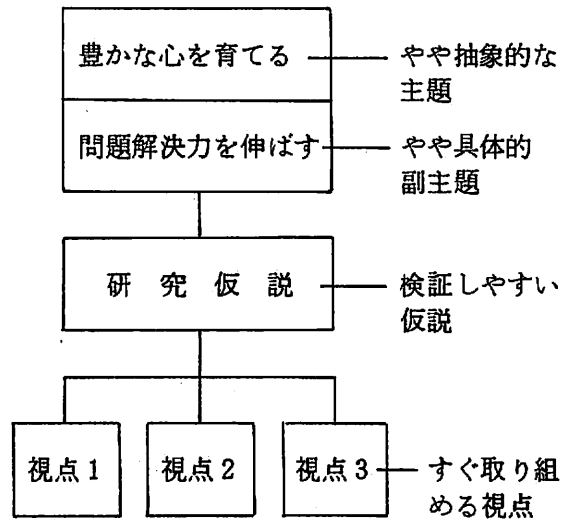 豊かな心を育てる
やや抽象的な
主題
問題解決力を伸ばす
やや具体的
副主題
研究仮説
検証しやすい
仮説
視点1
視点2
視点3
すぐ取り組
める視点